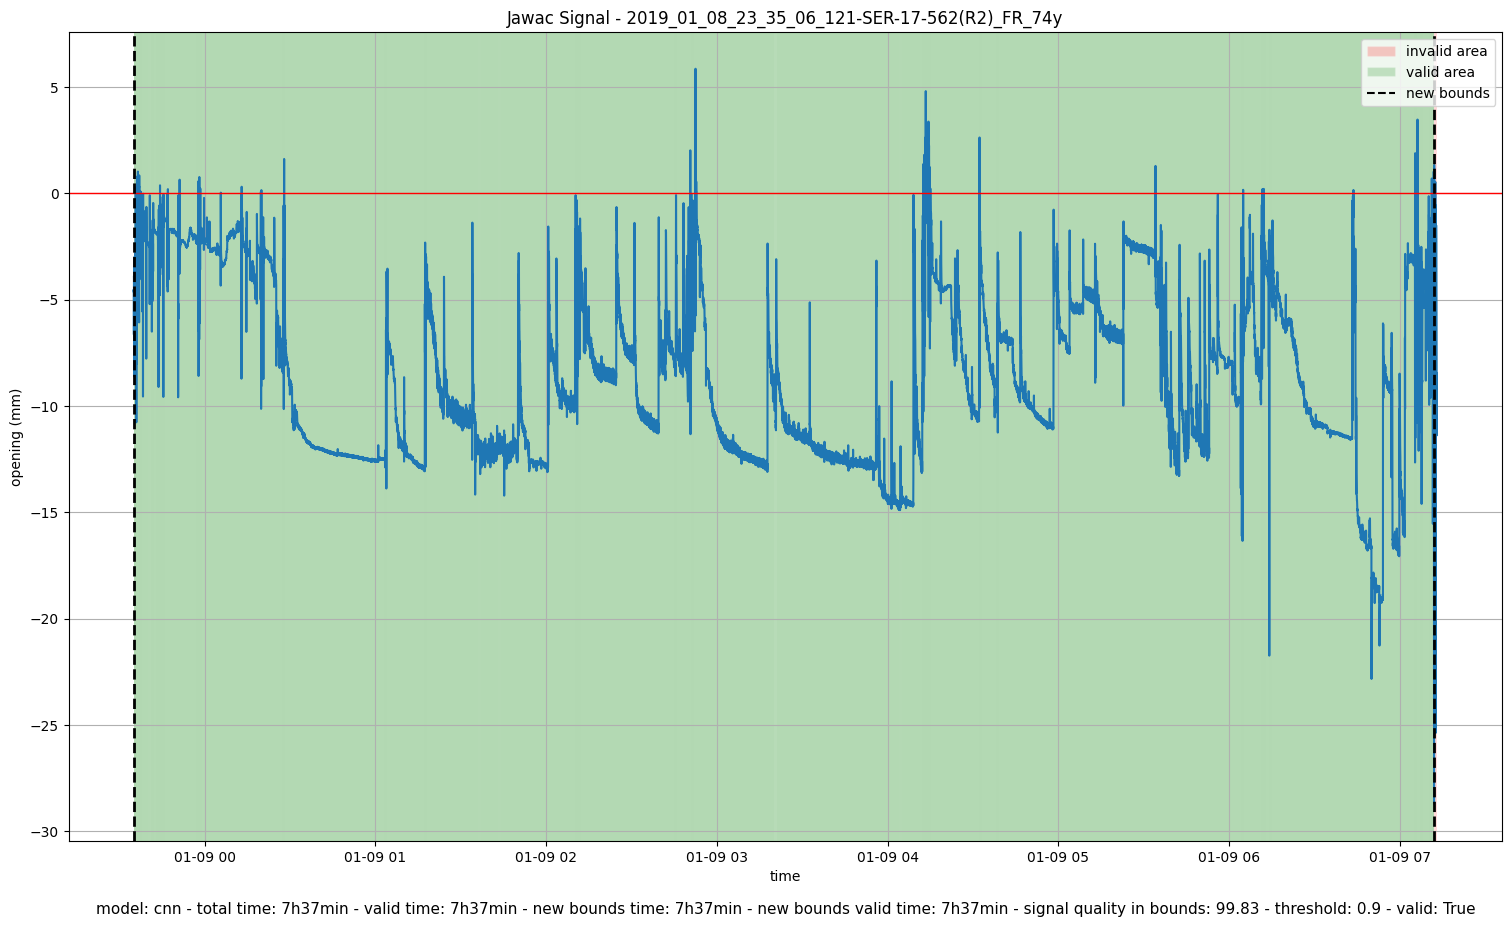 Jawac Signal - 2019_01_08_23_35_06_121-SER-17-562(R2)_FR_74y
invalid area
valid area
new bounds
opening (mm)
5
0
−5
−10
−15
−20
−25
−30
01-09 00
01-09 01
01-09 02
01-09 03
01-09 04
01-09 05
01-09 06
01-09 07
time
model: cnn - total time: 7h37min - valid time: 7h37min - new bounds time: 7h37min - new bounds valid time: 7h37min - signal quality in bounds: 99.83 - threshold: 0.9 - valid: True